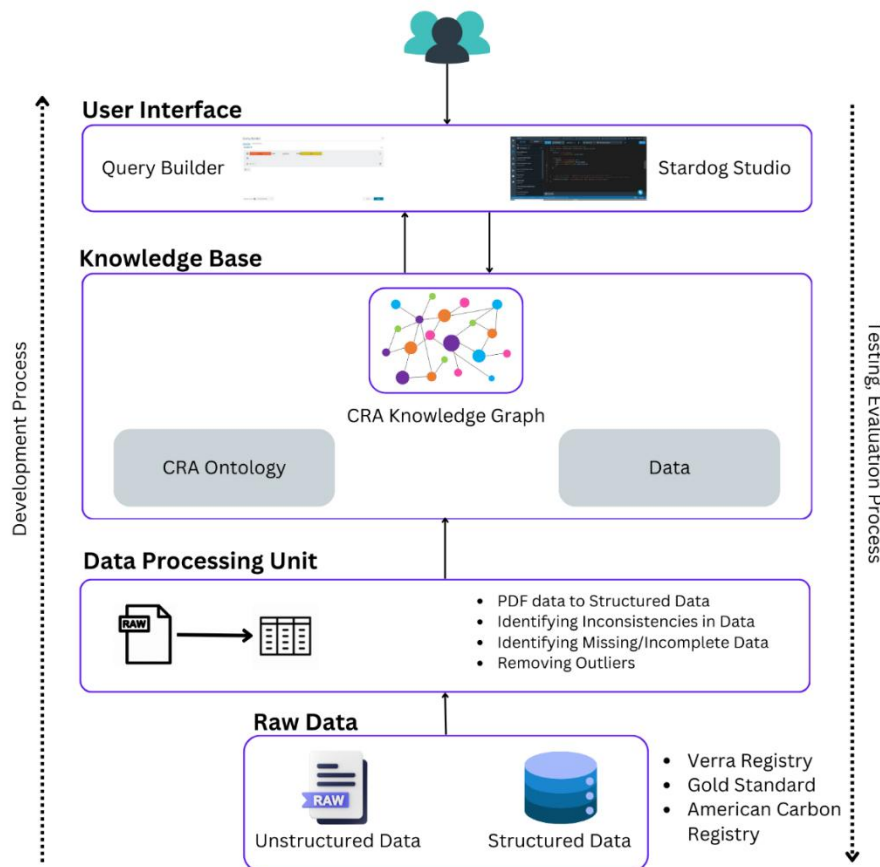 User Interface
Query Builder
Stardog Studio
Knowledge Base
CRA Knowledge Graph
CRA Ontology
Data
Development Process
Testing, Evaluation Process
Data Processing Unit
RAW
• PDF data to Structured Data
• Identifying Inconsistencies in Data
• Identifying Missing/Incomplete Data
• Removing Outliers
Raw Data
RAW
Unstructured Data
Structured Data
• Verra Registry
• Gold Standard
• American Carbon
Registry